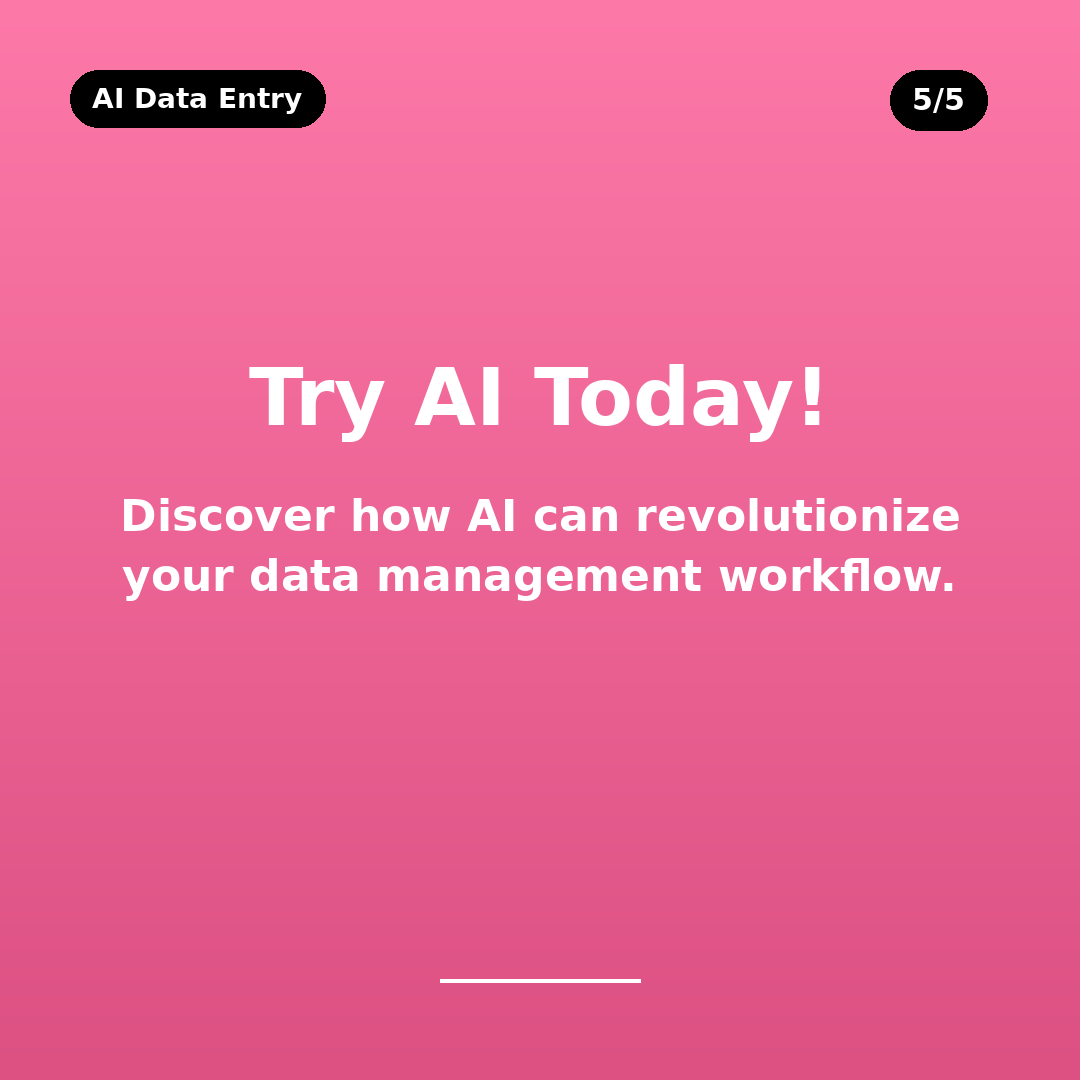 AI Data Entry
5/5
Try AI Today!
Discover how AI can revolutionize
your data management workflow.